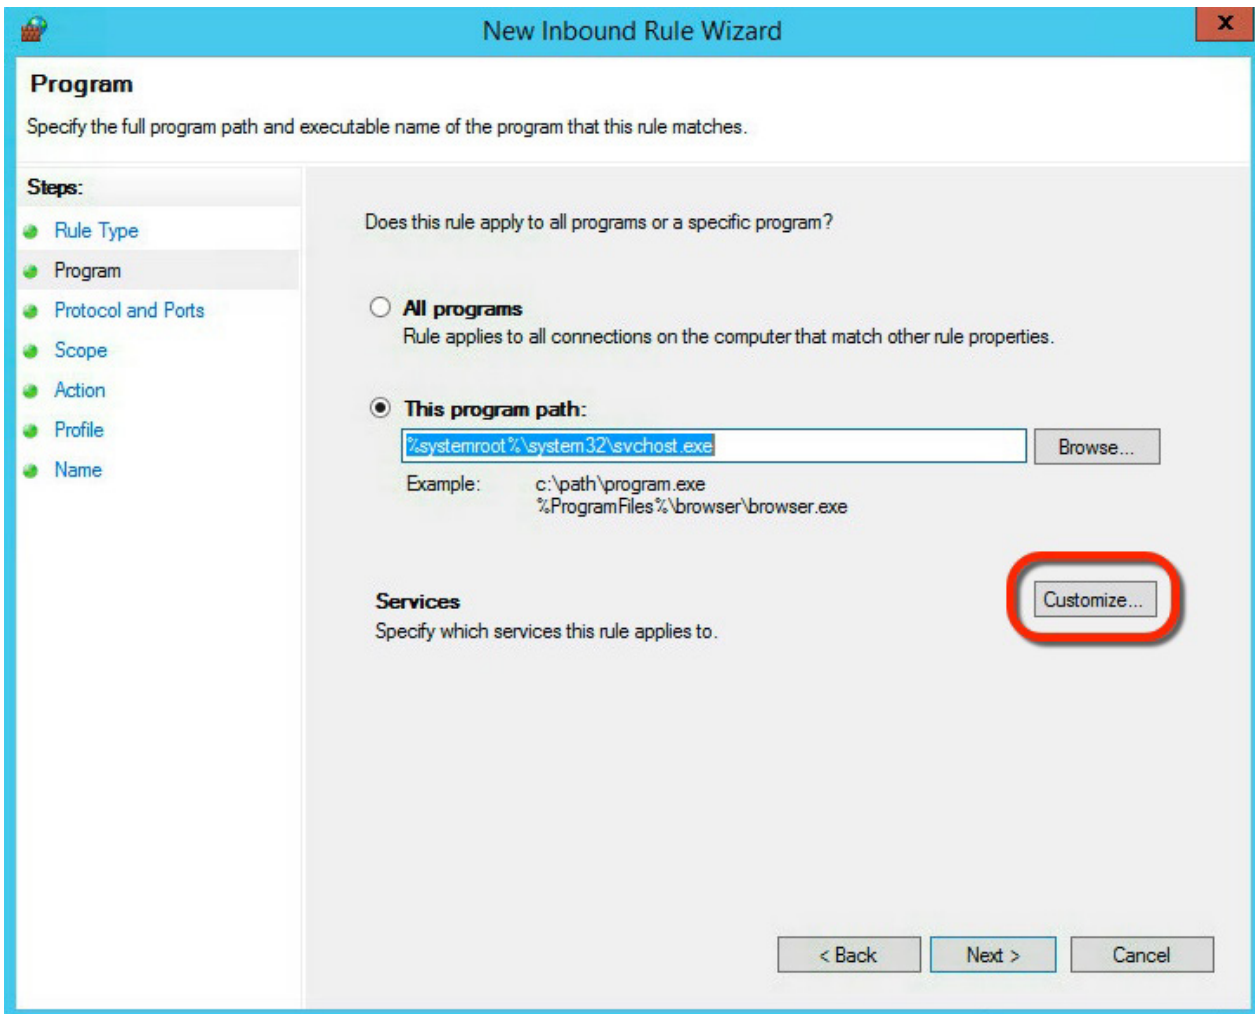 New Inbound Rule Wizard
X
Program
Specify the full program path and executable name of the program that this rule matches.
Steps:
Rule Type
Program
Protocol and Ports
Scope
Action
Profile
Name
Does this rule apply to all programs or a specific program?
All programs
Rule applies to all connections on the computer that match other rule properties.
This program path:
%systemroot%\system32\svchost.exe
Browse...
Example: c:\path\program.exe
%ProgramFiles%\browser\browser.exe
Services
Customize...
Specify which services this rule applies to.
< Back
Next >
Cancel